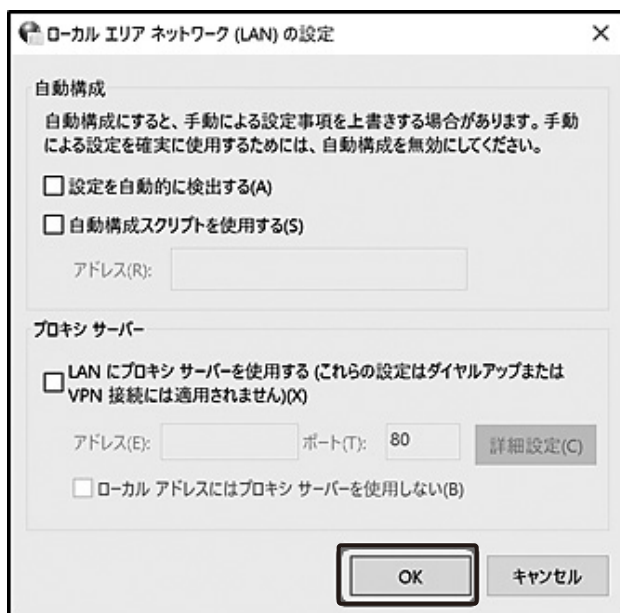 ローカル エリア ネットワーク (LAN) の設定
自動構成
自動構成にすると、手動による設定事項を上書きする場合があります。手動
による設定を確実に使用するためには、自動構成を無効にしてください。
設定を自動的に検出する(A)
自動構成スクリプトを使用する(S)
アドレス(R):
プロキシ サーバー
LAN にプロキシ サーバーを使用する (これらの設定はダイヤルアップまたは
VPN 接続には適用されません)(X)
アドレス(E): ポート(T): 80 詳細設定(C)
ローカル アドレスにはプロキシ サーバーを使用しない(B)
OK キャンセル